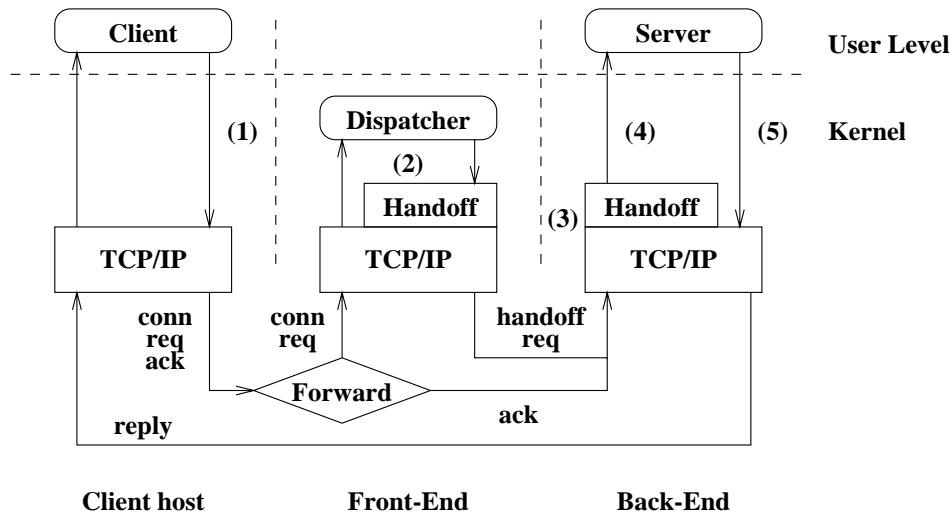 Client
Server
User Level
(1)
Dispatcher
(4)
(5)
Kernel
(2)
Handoff
(3)
Handoff
TCP/IP
TCP/IP
TCP/IP
conn
req
ack
conn
req
handoff
req
Forward
ack
reply
Client host
Front-End
Back-End